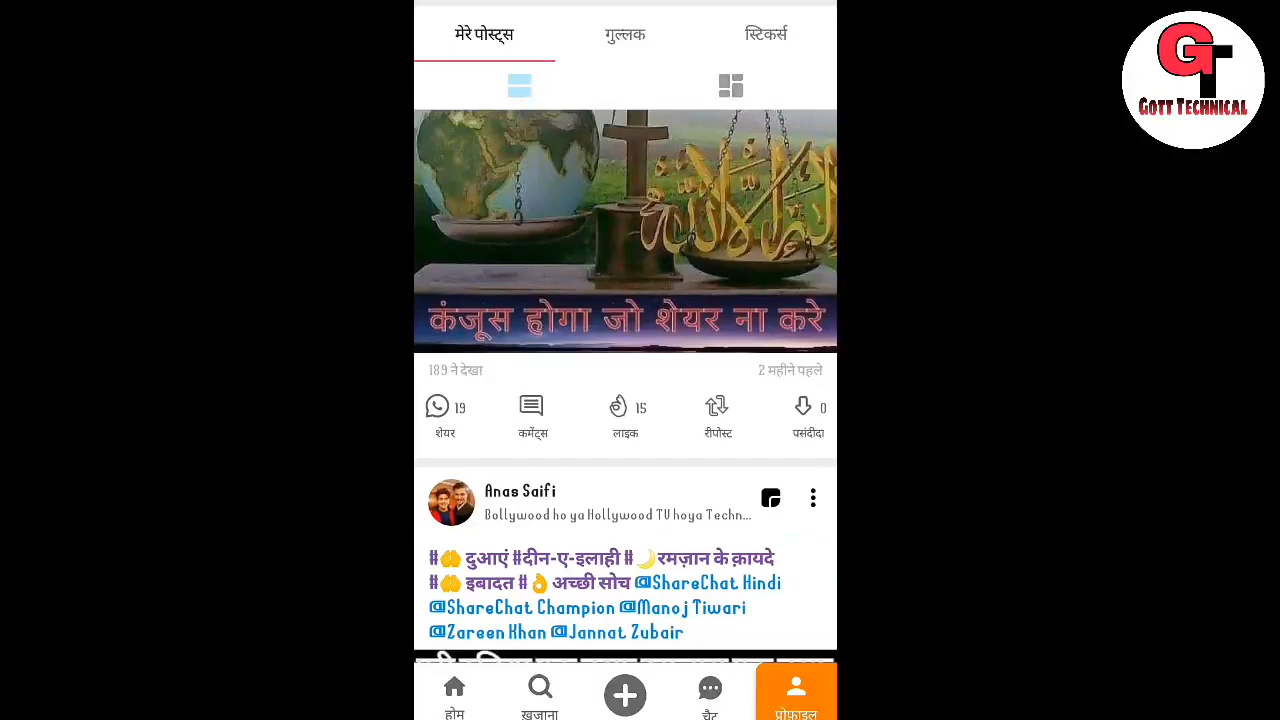 मेरे पोस्ट्स गुल्लक स्टिकर्स
GT
GOTT TECHNICAL
कंजूस होगा जो शेयर ना करे
189 ने देखा 2 महीने पहले
19 15 0
शेयर कमेंट्स लाइक रीपोस्ट पसंदीदा
Anas Saifi
Bollywood ho ya Hollywood TV hoya Techn...
#🤲 दुआएं #दीन-ए-इलाही #🌙रमज़ान के क़ायदे
#🤲 इबादत #👌अच्छी सोच @ShareChat Hindi
@ShareChat Champion @Manoj Tiwari
@Zareen Khan @Jannat Zubair
होम ख़ज़ाना चैट प्रोफ़ाइल